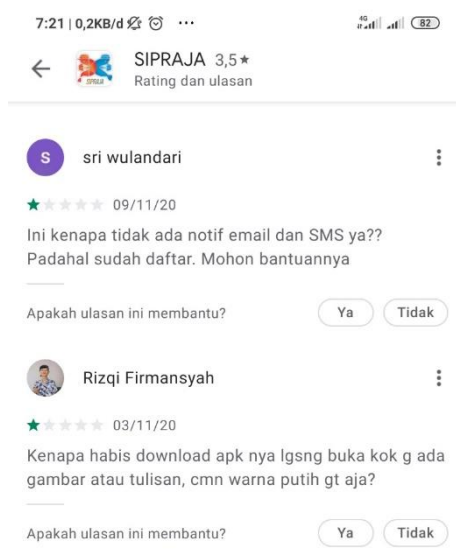 7:21 | 0,2KB/d ... 4G 82
SIPRAJA 3,5★
SIPRAJA
Rating dan ulasan
S sri wulandari
09/11/20
Ini kenapa tidak ada notif email dan SMS ya??
Padahal sudah daftar. Mohon bantuannya
Apakah ulasan ini membantu? Ya Tidak
Rizqi Firmansyah
03/11/20
Kenapa habis download apk nya lgsng buka kok g ada
gambar atau tulisan, cmn warna putih gt aja?
Apakah ulasan ini membantu? Ya Tidak